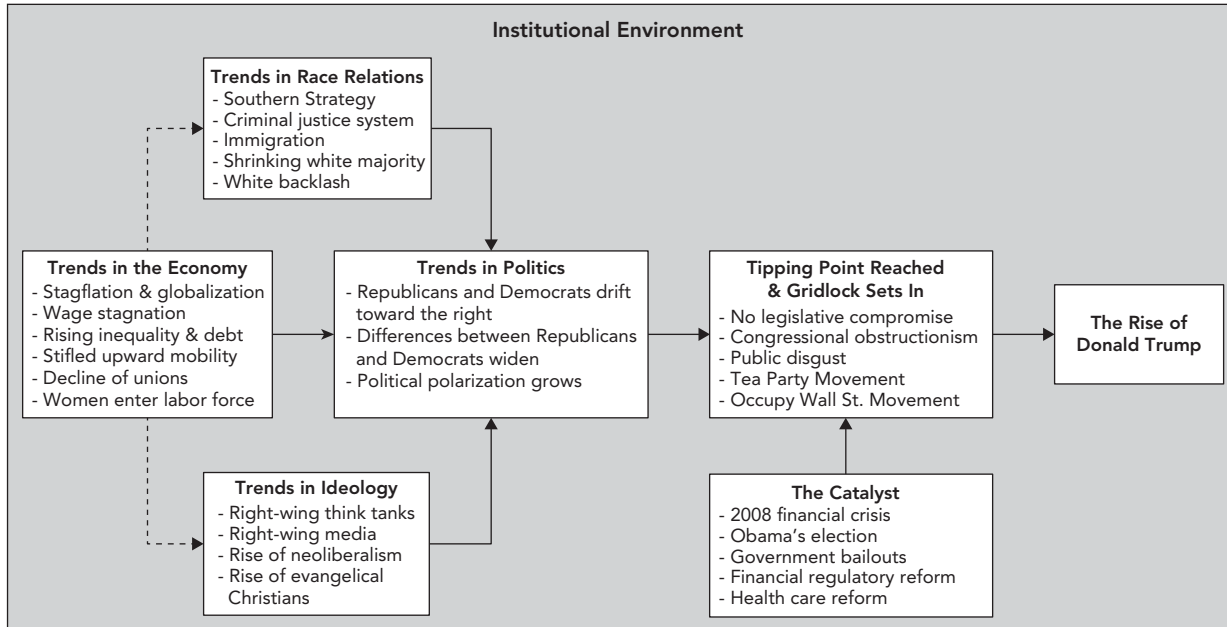 Institutional Environment
Trends in Race Relations
- Southern Strategy
- Criminal justice system
- Immigration
- Shrinking white majority
- White backlash
Trends in the Economy
- Stagflation & globalization
- Wage stagnation
- Rising inequality & debt
- Stifled upward mobility
- Decline of unions
- Women enter labor force
Trends in Politics
- Republicans and Democrats drift
toward the right
- Differences between Republicans
and Democrats widen
- Political polarization grows
Tipping Point Reached
& Gridlock Sets In
- No legislative compromise
- Congressional obstructionism
- Public disgust
- Tea Party Movement
- Occupy Wall St. Movement
The Rise of
Donald Trump
Trends in Ideology
- Right-wing think tanks
- Right-wing media
- Rise of neoliberalism
- Rise of evangelical
Christians
The Catalyst
- 2008 financial crisis
- Obama's election
- Government bailouts
- Financial regulatory reform
- Health care reform